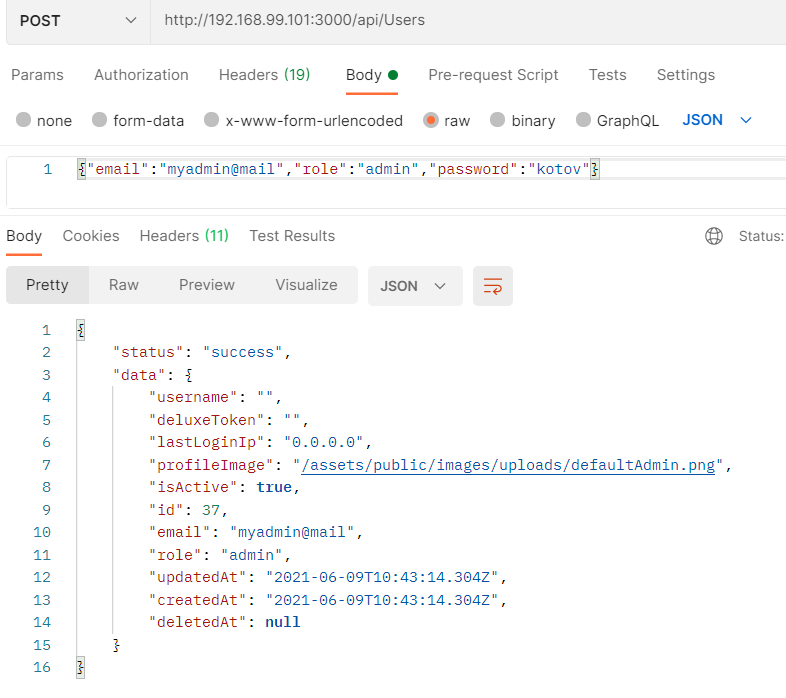 POST http://192.168.99.101:3000/api/Users
Params Authorization Headers (19) Body Pre-request Script Tests Settings
none form-data x-www-form-urlencoded raw binary GraphQL JSON
1 {"email":"myadmin@mail","role":"admin","password":"kotov"}
Body Cookies Headers (11) Test Results Status:
Pretty Raw Preview Visualize JSON
1 {
2 "status": "success",
3 "data": {
4 "username": "",
5 "deluxeToken": "",
6 "lastLoginIp": "0.0.0.0",
7 "profileImage": "/assets/public/images/uploads/defaultAdmin.png",
8 "isActive": true,
9 "id": 37,
10 "email": "myadmin@mail",
11 "role": "admin",
12 "updatedAt": "2021-06-09T10:43:14.304Z",
13 "createdAt": "2021-06-09T10:43:14.304Z",
14 "deletedAt": null
15 }
16 }